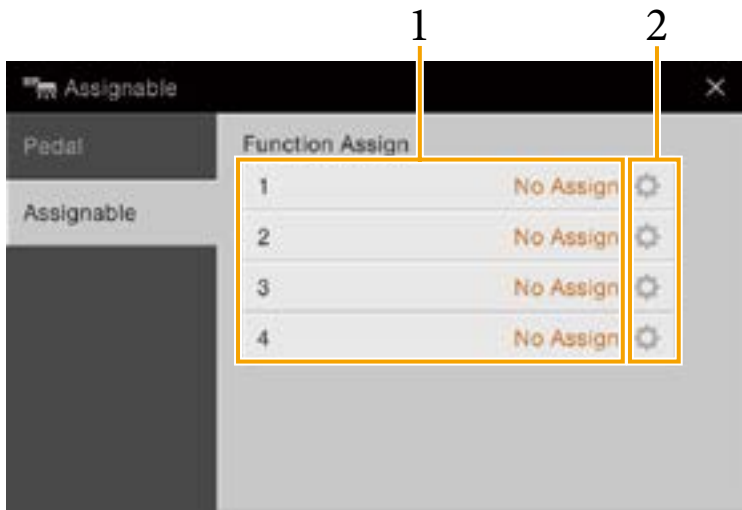 1 2
Assignable
Pedal
Function Assign
1 No Assign
Assignable
2 No Assign
3 No Assign
4 No Assign